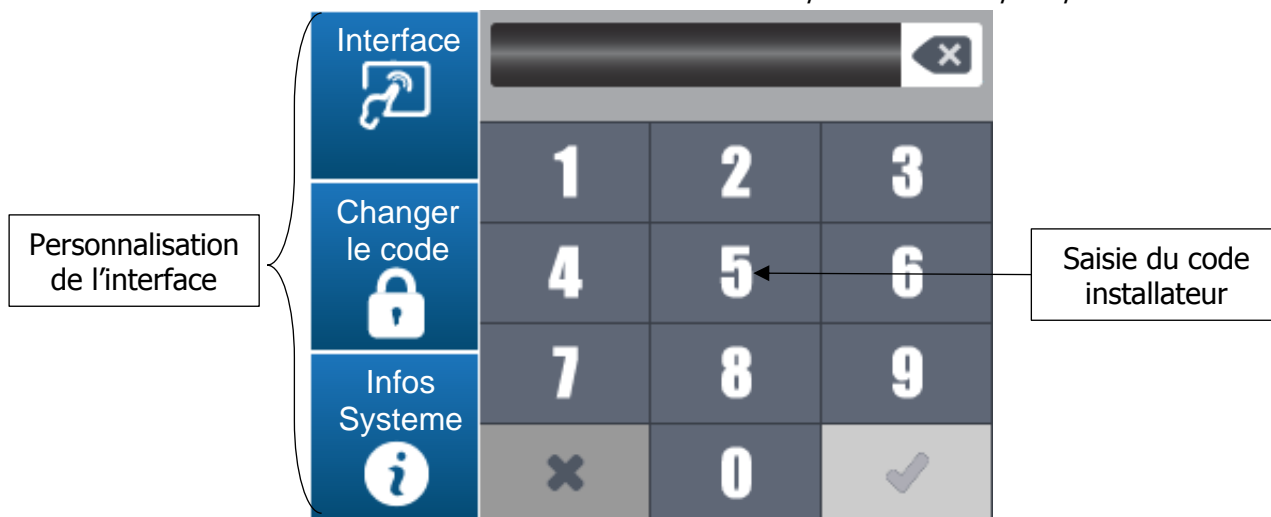 Interface
Changer
le code
Infos
Systeme
Personnalisation
de l'interface
1 2 3
4 5 6
7 8 9
0
Saisie du code
installateur